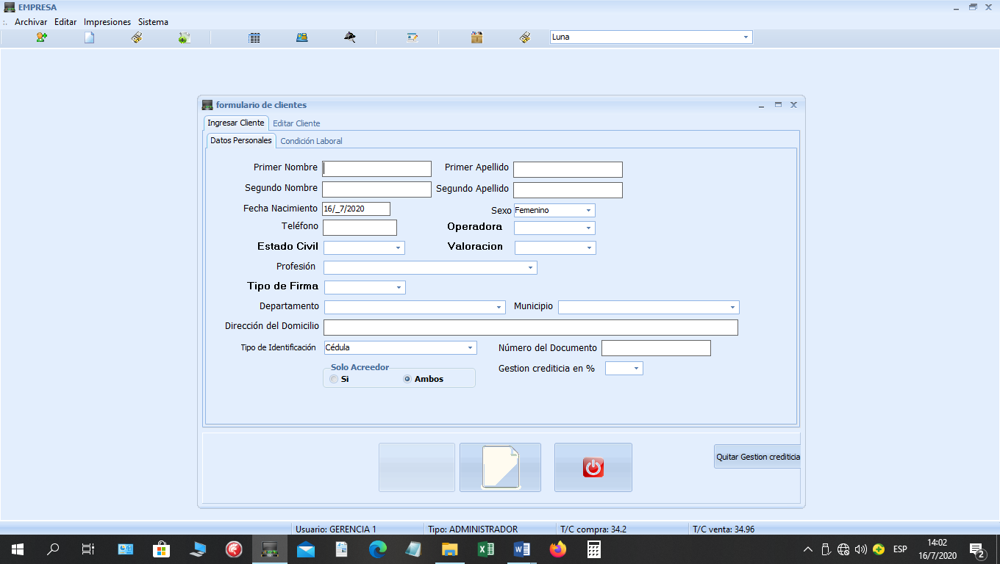 EMPRESA
Archivar Editar Impresiones Sistema
Luna
formulario de clientes
Ingresar Cliente Editar Cliente
Datos Personales Condición Laboral
Primer Nombre Primer Apellido
Segundo Nombre Segundo Apellido
Fecha Nacimiento 16/_7/2020 Sexo Femenino
Teléfono Operadora
Estado Civil Valoracion
Profesión
Tipo de Firma
Departamento Municipio
Dirección del Domicilio
Tipo de Identificación Cédula Número del Documento
Solo Acreedor Gestion crediticia en %
Si Ambos
Quitar Gestion crediticia
Usuario: GERENCIA 1 Tipo: ADMINISTRADOR T/C compra: 34.2 T/C venta: 34.96
ESP 14:02
16/7/2020 2